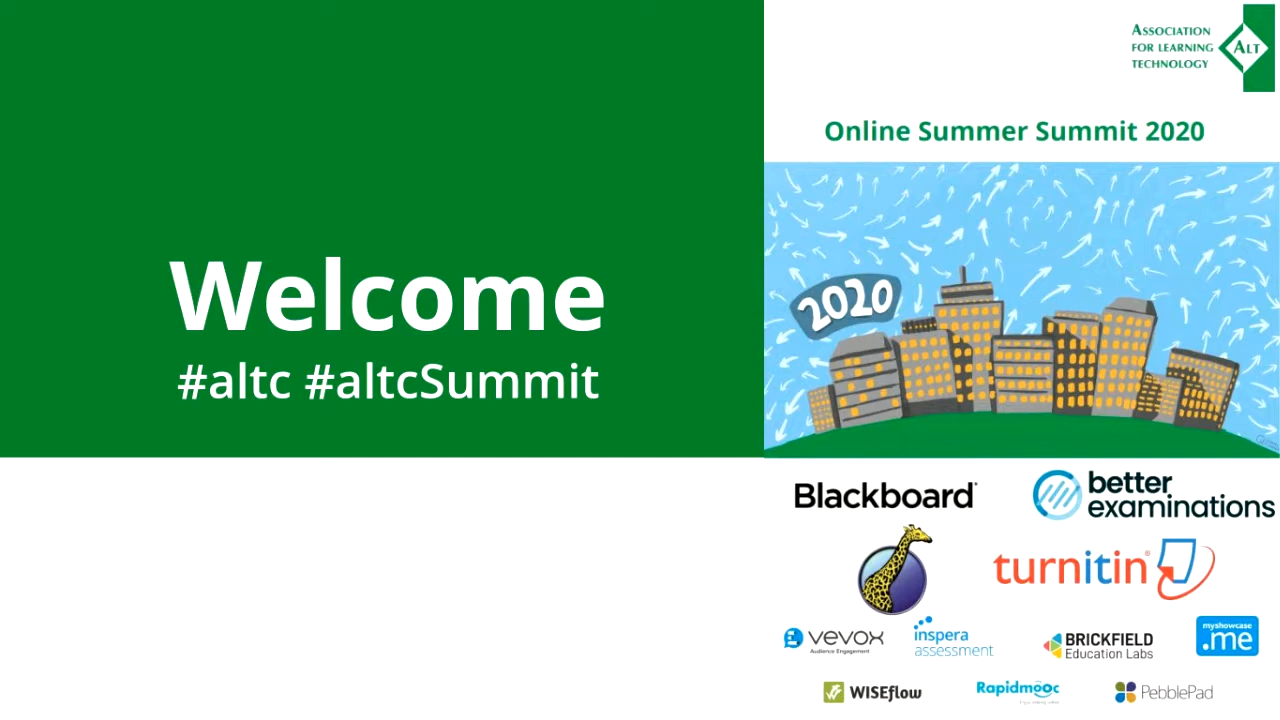 Welcome
#altc #altcSummit
ASSOCIATION
FOR LEARNING
TECHNOLOGY
ALT
Online Summer Summit 2020
2020
Blackboard
better
examinations
turnitin
vevox
Audience Engagement
inspera
assessment
BRICKFIELD
Education Labs
myshowcase
.me
WISEflow
Rapidmooc
PebblePad